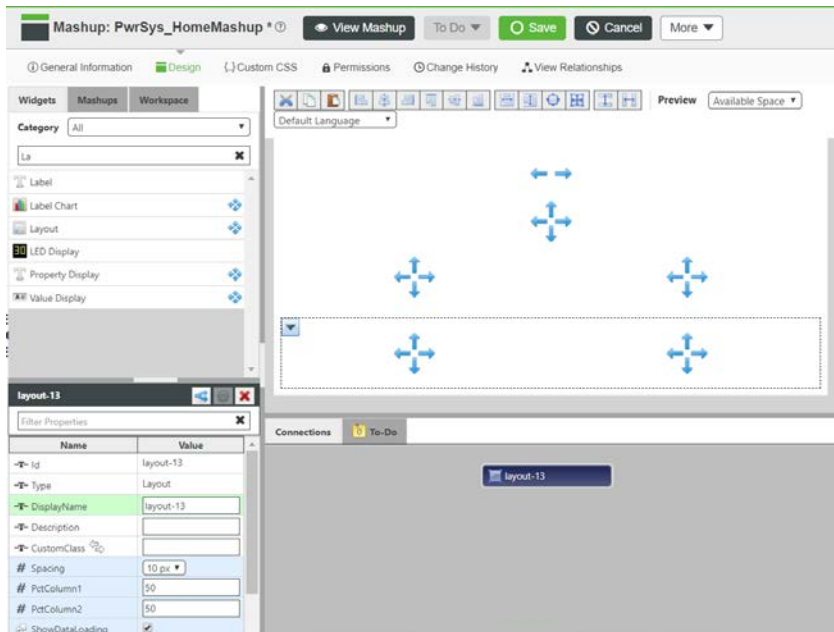 Mashup: PwrSys_HomeMashup * View Mashup To Do Save Cancel More
General Information Design Custom CSS Permissions Change History View Relationships
Widgets Mashups Workspace
Preview Available Space
Default Language
Category All
La
Label
Label Chart
Layout
30 LED Display
Property Display
Value Display
layout-13
Filter Properties
Name Value
Id layout-13
Type Layout
DisplayName layout-13
Description
CustomClass
# Spacing 10 px
# PctColumn1 50
# PctColumn2 50
ShowDataLoading
Connections To-Do
layout-13